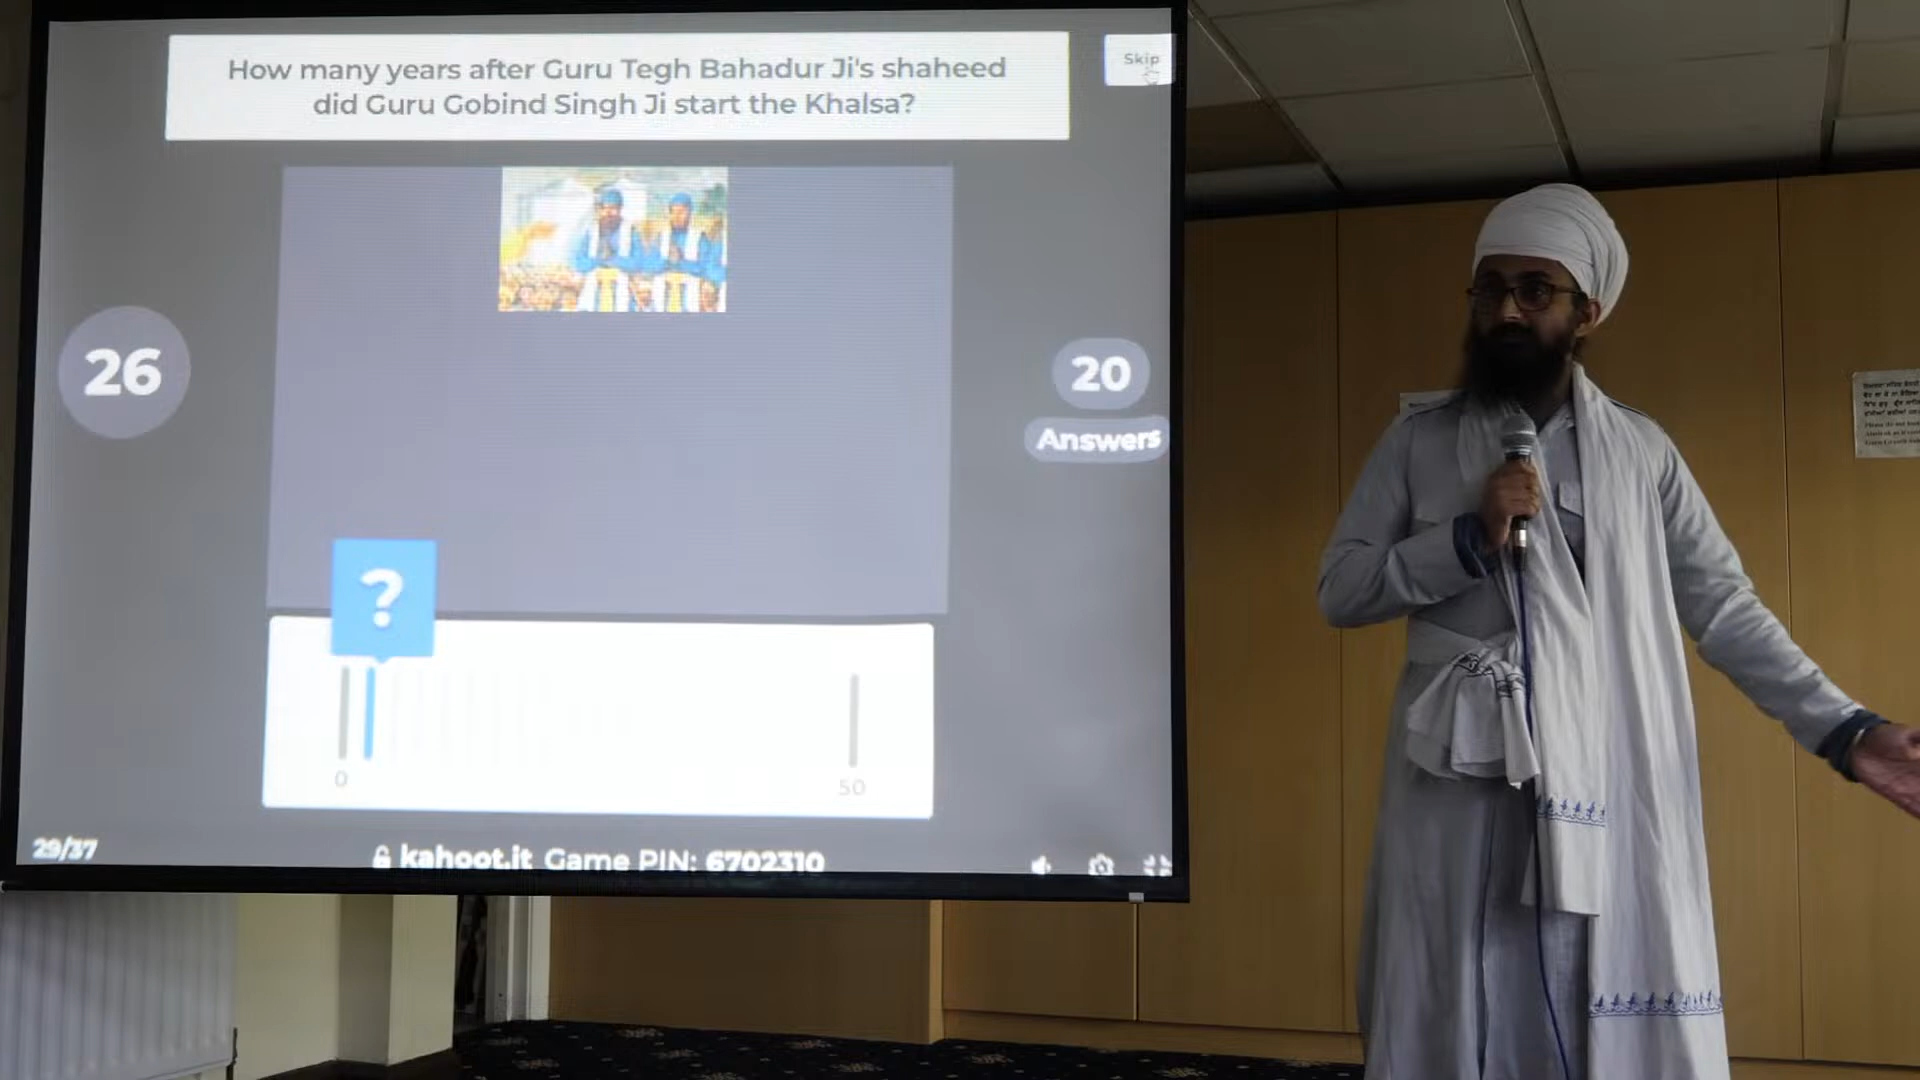 How many years after Guru Tegh Bahadur Ji's shaheed
did Guru Gobind Singh Ji start the Khalsa?
Skip
26
20
Answers
?
0
50
29/37
kahoot.it Game PIN: 6702310